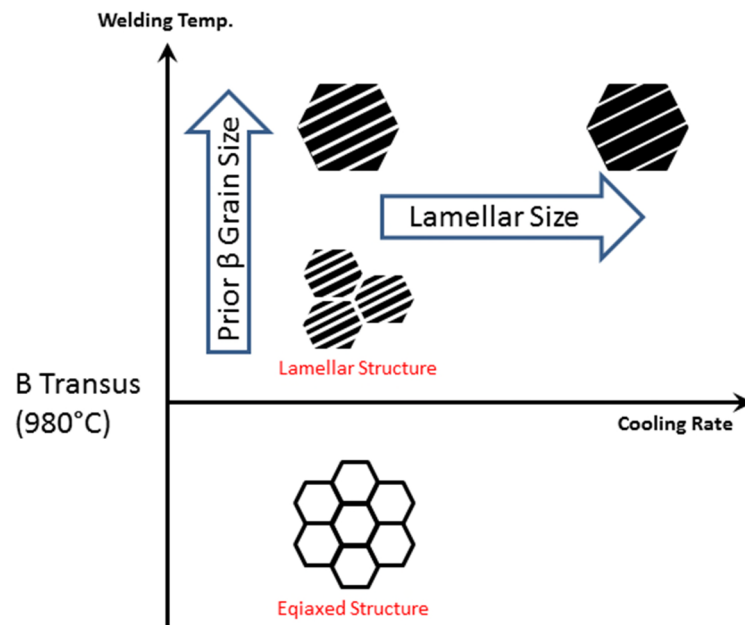 Welding Temp.
Prior β Grain Size
Lamellar Size
Lamellar Structure
B Transus
(980°C)
Cooling Rate
Eqiaxed Structure